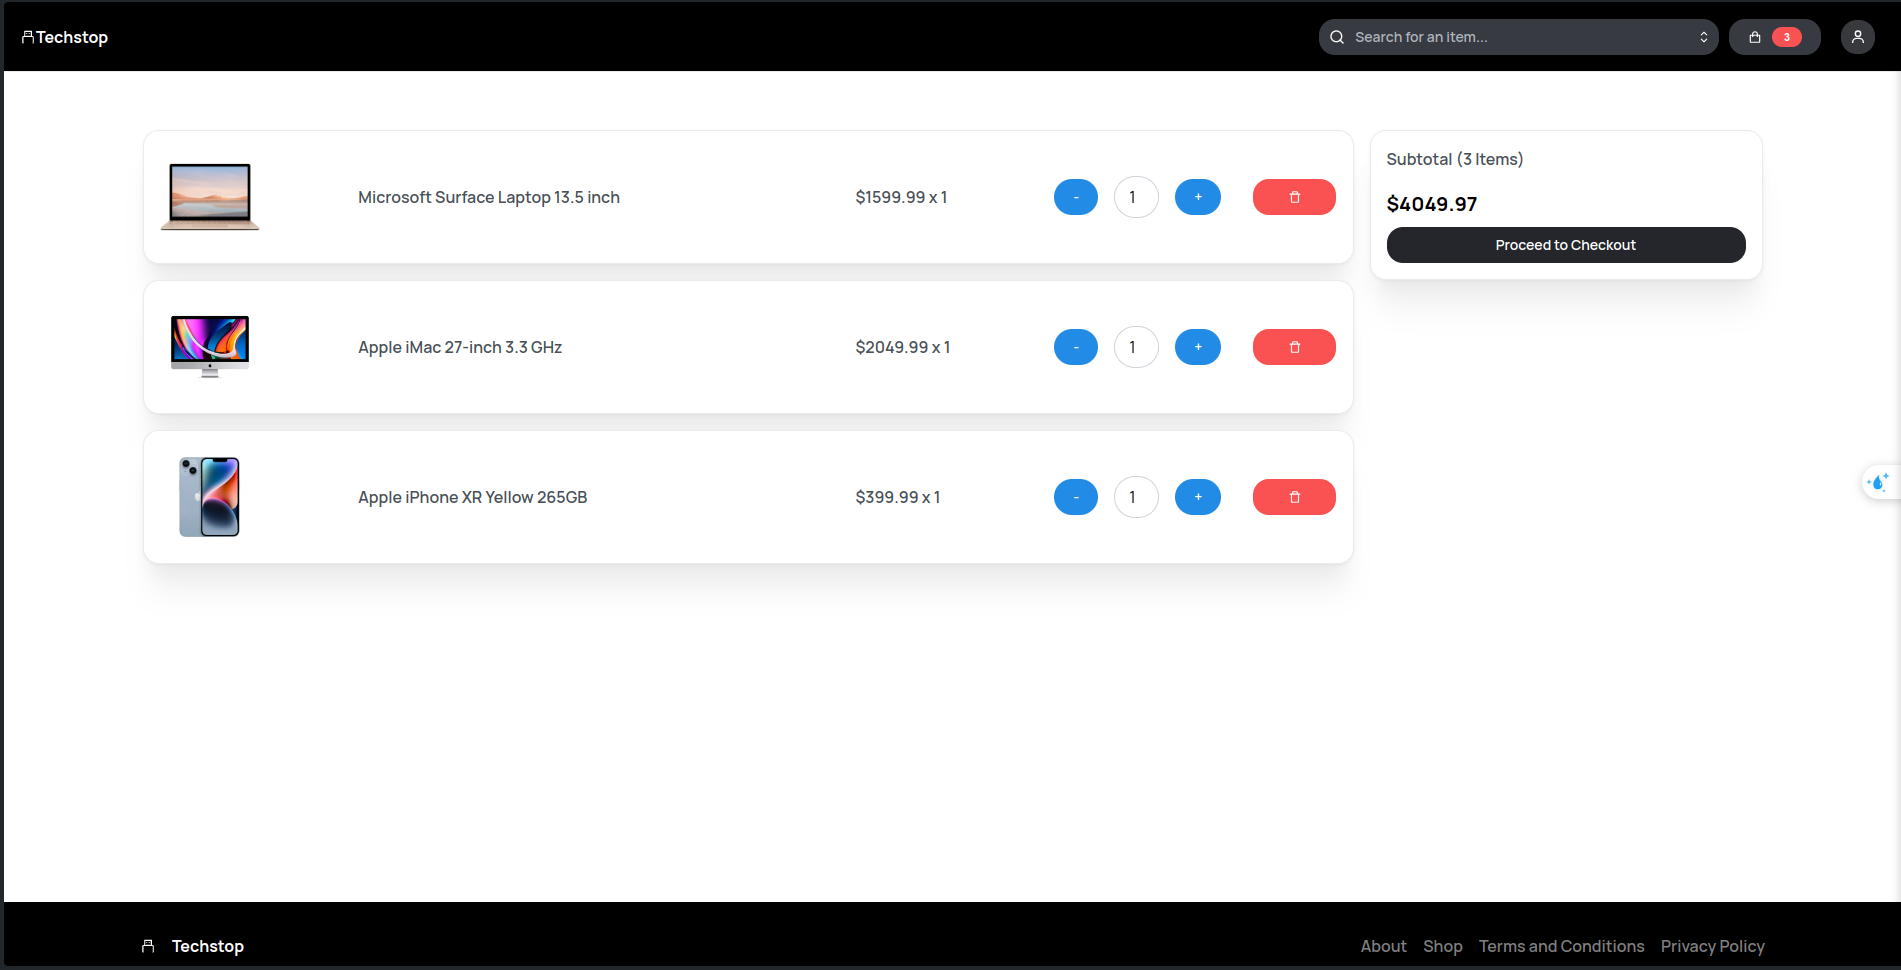 Techstop
Search for an item...
3
Microsoft Surface Laptop 13.5 inch
$1599.99 x 1
-
1
+
Apple iMac 27-inch 3.3 GHz
$2049.99 x 1
-
1
+
Apple iPhone XR Yellow 265GB
$399.99 x 1
-
1
+
Subtotal (3 Items)
$4049.97
Proceed to Checkout
Techstop
About Shop Terms and Conditions Privacy Policy